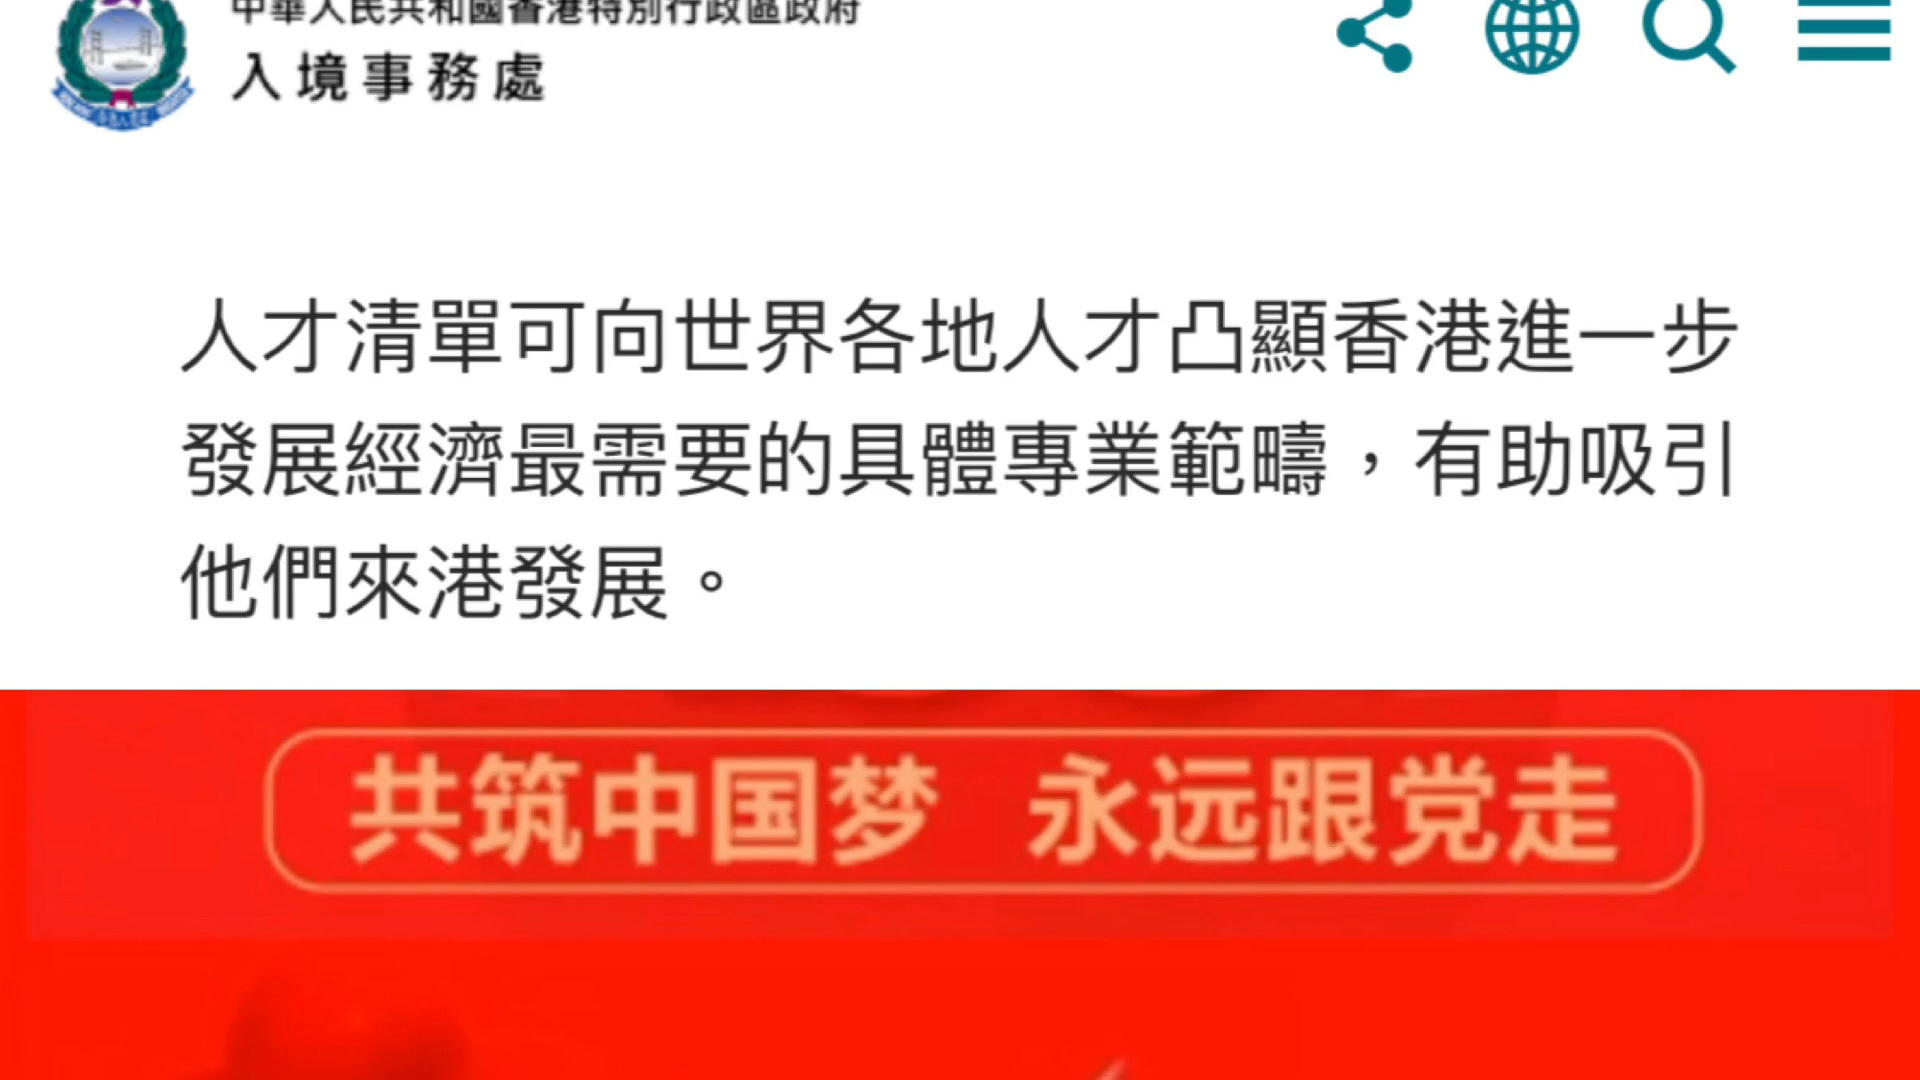 中華人民共和國香港特別行政區政府
入境事務處
人才清單可向世界各地人才凸顯香港進一步
發展經濟最需要的具體專業範疇，有助吸引
他們來港發展。
共筑中国梦 永远跟党走